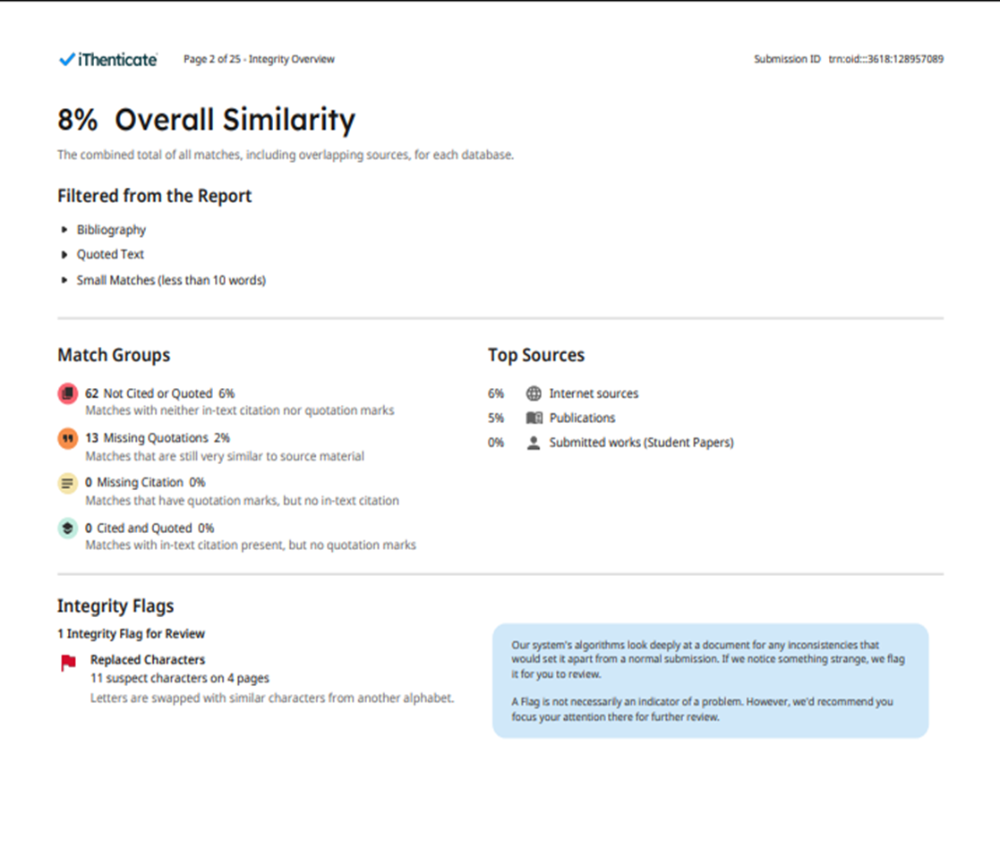 iThenticate Page 2 of 25 - Integrity Overview Submission ID trn:oid:::3618:128957089
8% Overall Similarity
The combined total of all matches, including overlapping sources, for each database.
Filtered from the Report
Bibliography
Quoted Text
Small Matches (less than 10 words)
Match Groups
62 Not Cited or Quoted 6%
Matches with neither in-text citation nor quotation marks
13 Missing Quotations 2%
Matches that are still very similar to source material
0 Missing Citation 0%
Matches that have quotation marks, but no in-text citation
0 Cited and Quoted 0%
Matches with in-text citation present, but no quotation marks
Top Sources
6% Internet sources
5% Publications
0% Submitted works (Student Papers)
Integrity Flags
1 Integrity Flag for Review
Replaced Characters
11 suspect characters on 4 pages
Letters are swapped with similar characters from another alphabet.
Our system's algorithms look deeply at a document for any inconsistencies that
would set it apart from a normal submission. If we notice something strange, we flag
it for you to review.
A Flag is not necessarily an indicator of a problem. However, we'd recommend you
focus your attention there for further review.